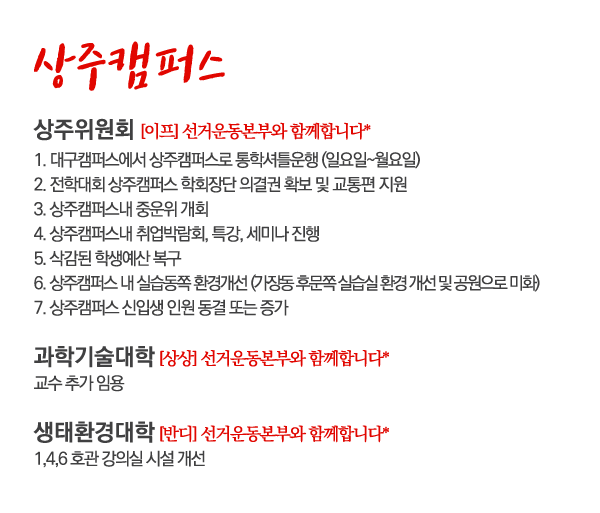 상주캠퍼스
상주위원회 [이프] 선거운동본부와 함께합니다*
1. 대구캠퍼스에서 상주캠퍼스로 통학셔틀운행 (일요일~월요일)
2. 전학대회 상주캠퍼스 학회장단 의결권 확보 및 교통편 지원
3. 상주캠퍼스내 중운위 개회
4. 상주캠퍼스내 취업박람회, 특강, 세미나 진행
5. 삭감된 학생예산 복구
6. 상주캠퍼스 내 실습동쪽 환경개선 (가장동 후문쪽 실습실 환경 개선 및 공원으로 미화)
7. 상주캠퍼스 신입생 인원 동결 또는 증가
과학기술대학 [상상] 선거운동본부와 함께합니다*
교수 추가 임용
생태환경대학 [반디] 선거운동본부와 함께합니다*
1,4,6 호관 강의실 시설 개선